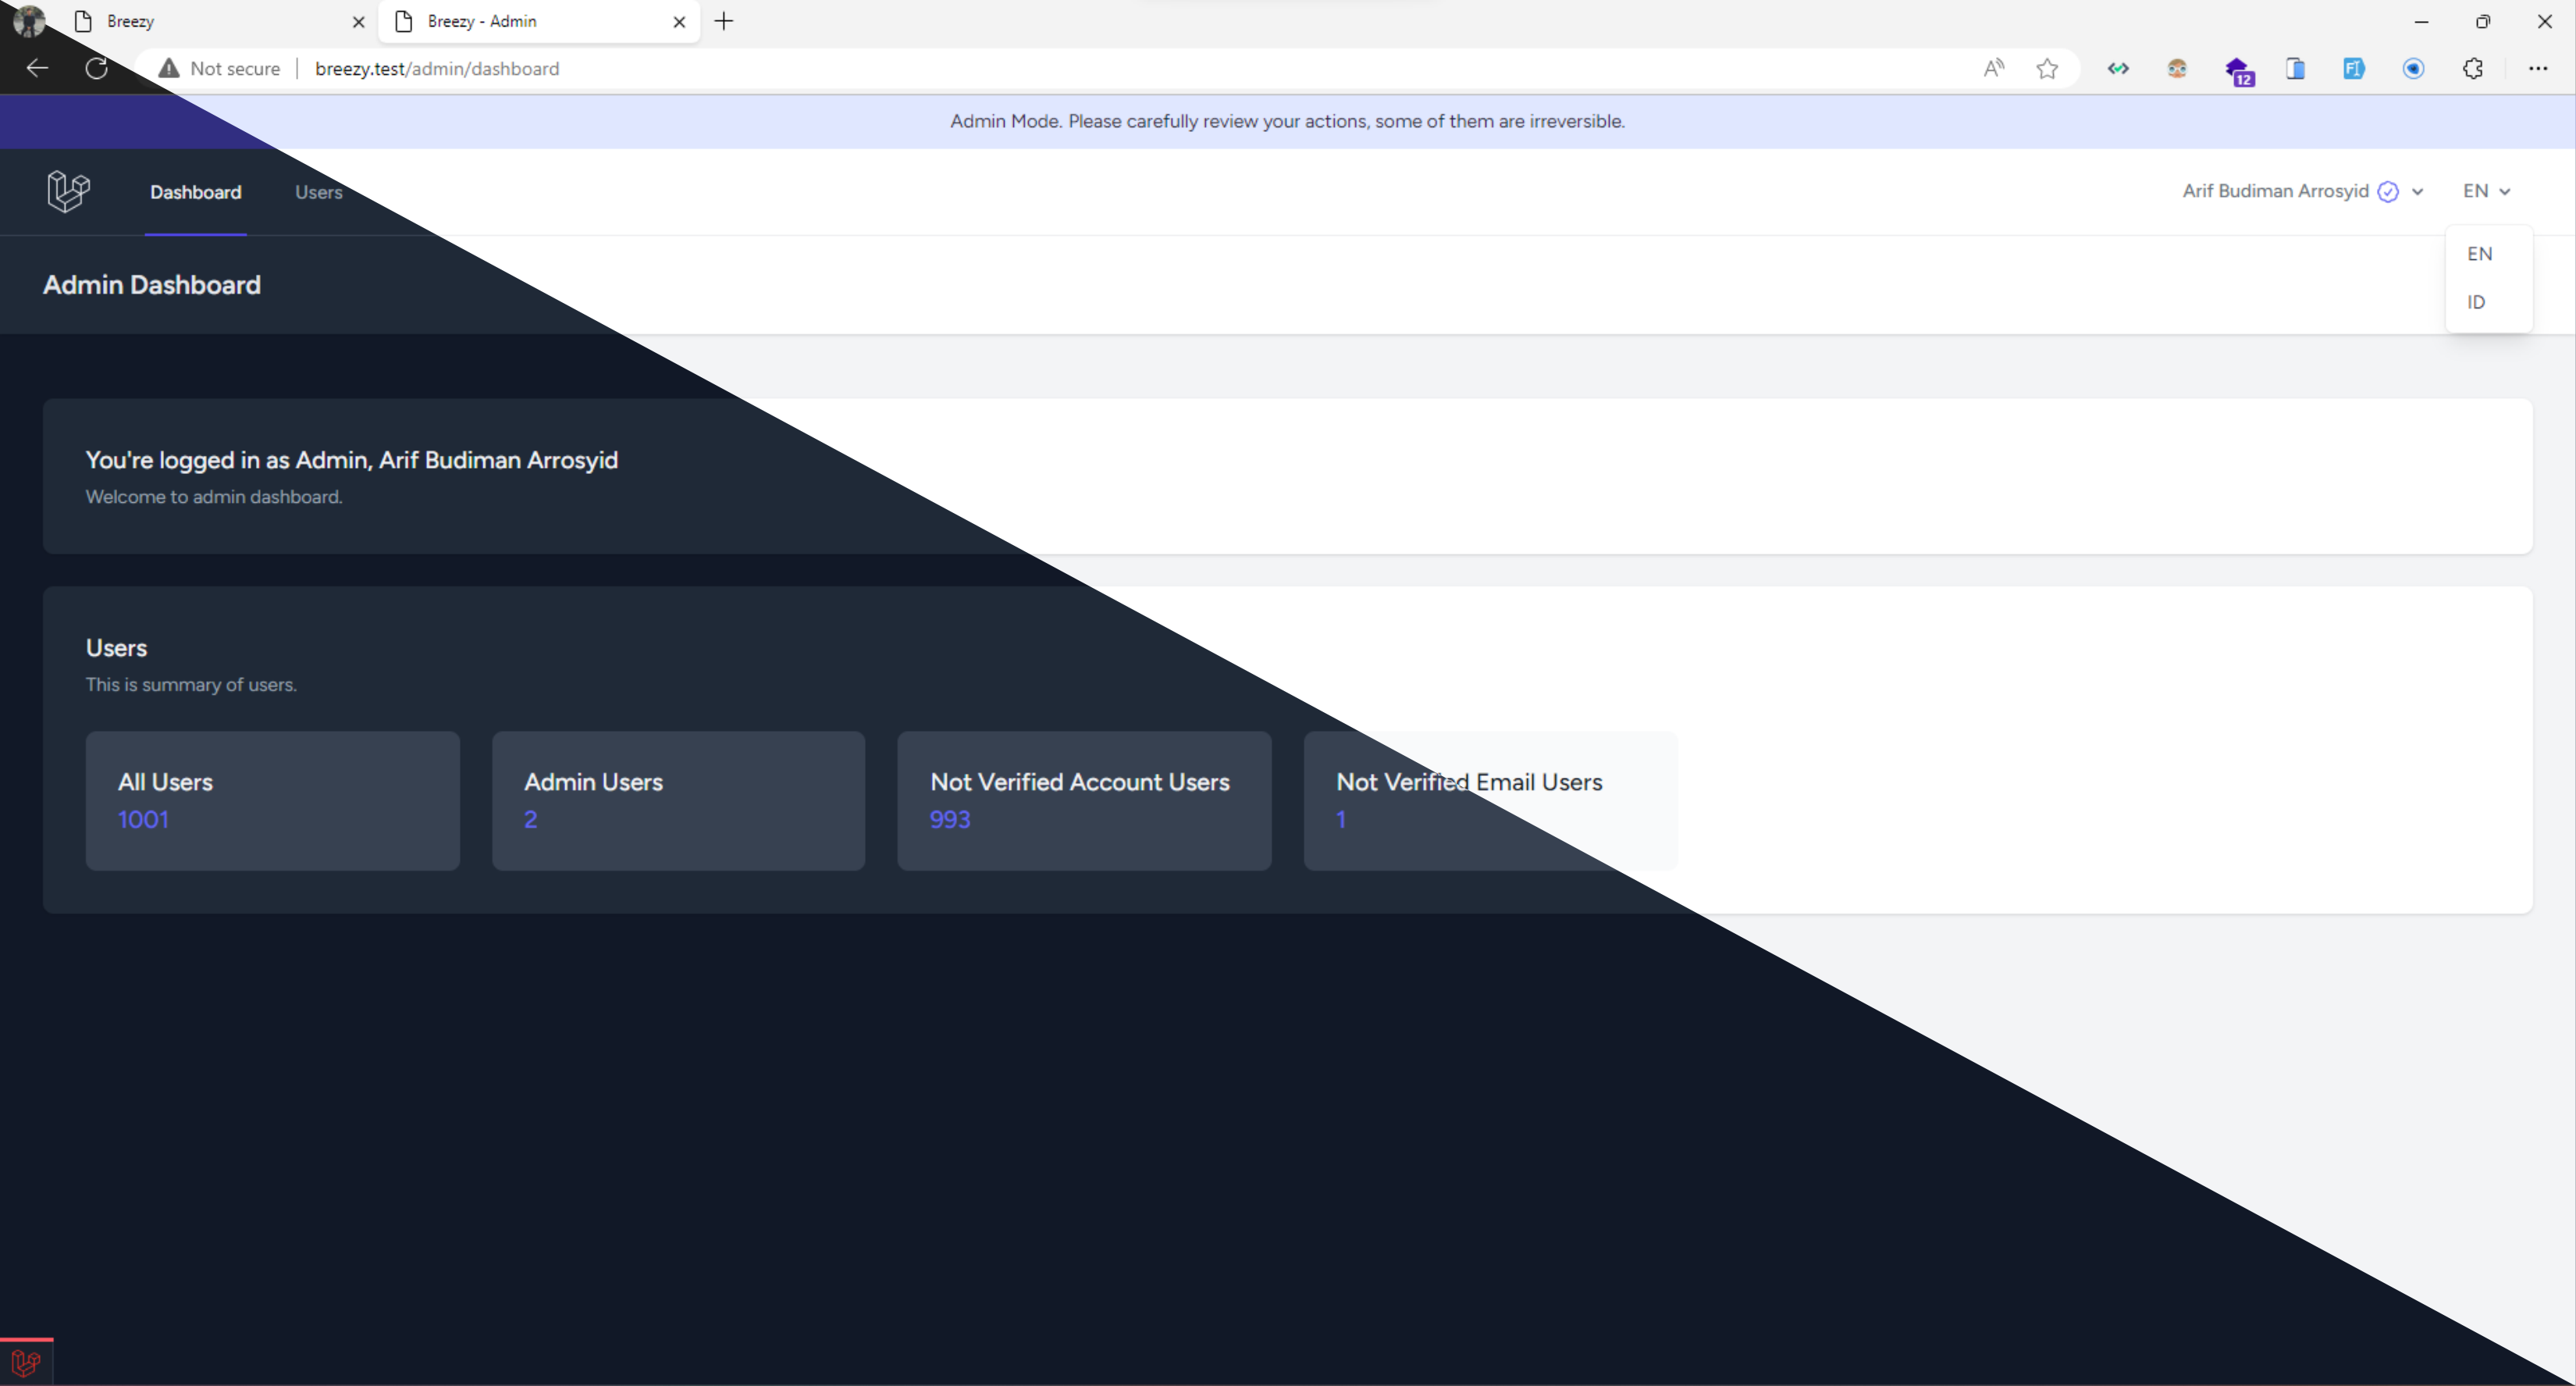 Breezy
Breezy - Admin
Not secure
breezy.test/admin/dashboard
A
12
FI
Admin Mode. Please carefully review your actions, some of them are irreversible.
Dashboard
Users
Arif Budiman Arrosyid
EN
EN
ID
Admin Dashboard
You're logged in as Admin, Arif Budiman Arrosyid
Welcome to admin dashboard.
Users
This is summary of users.
All Users
1001
Admin Users
2
Not Verified Account Users
993
Not Verified Email Users
1